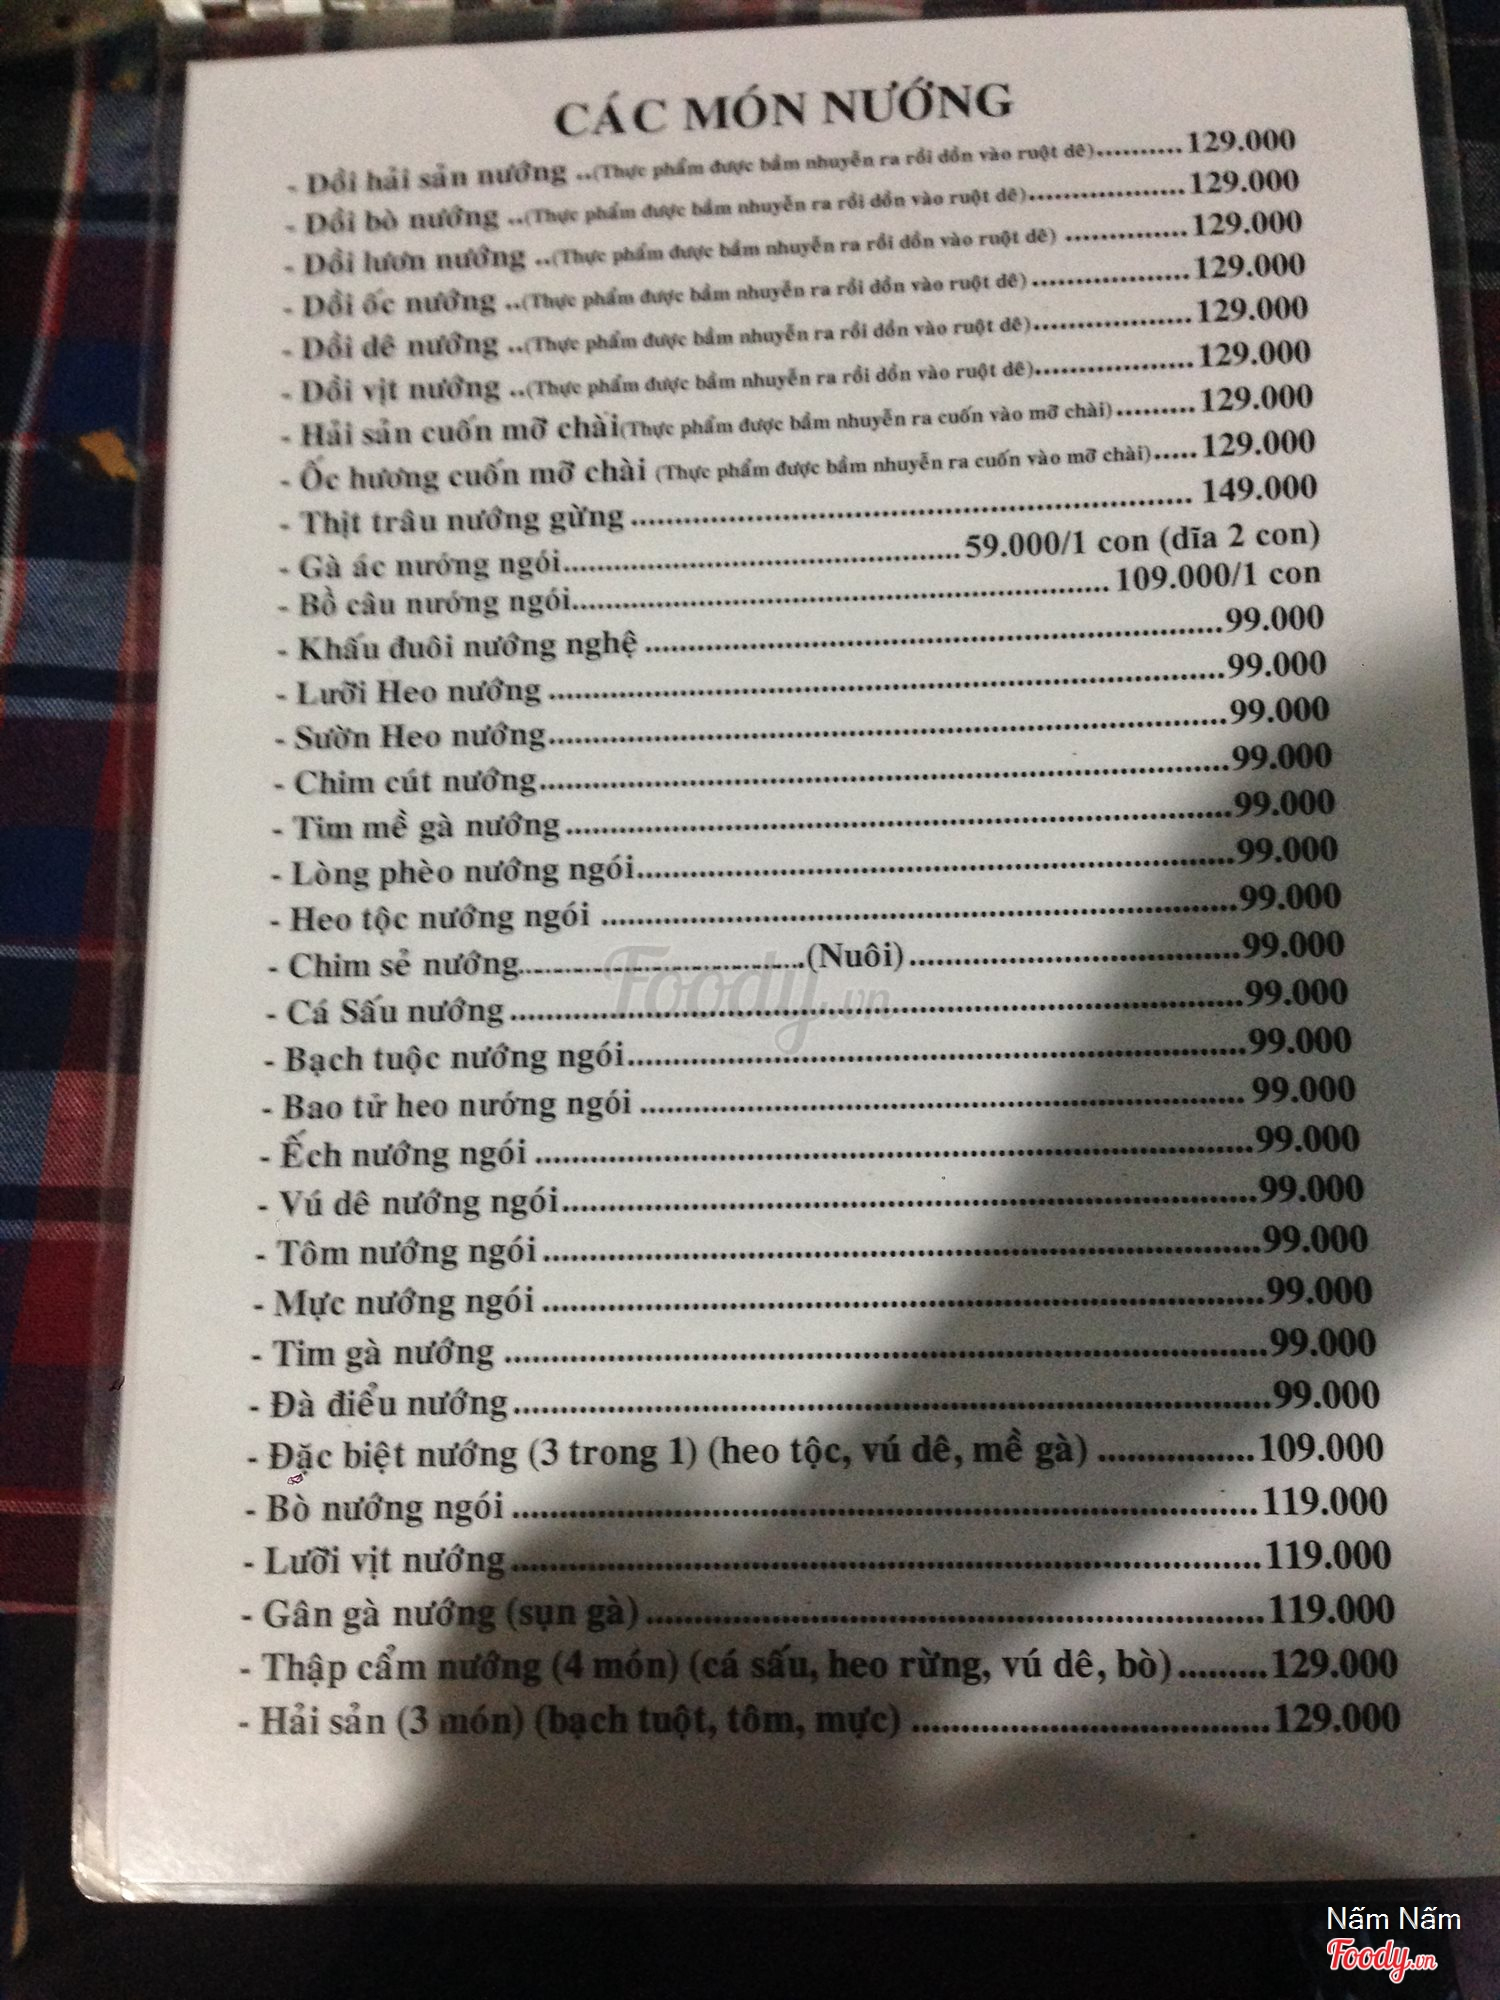 CÁC MÓN NƯỚNG
- Dồi hải sản nướng ..(Thực phẩm được bầm nhuyễn ra rồi dồn vào ruột dê)..........129.000
- Dồi bò nướng ..(Thực phẩm được bầm nhuyễn ra rồi dồn vào ruột dê)..................129.000
- Dồi lươn nướng ..(Thực phẩm được bầm nhuyễn ra rồi dồn vào ruột dê) ..............129.000
- Dồi ốc nướng ..(Thực phẩm được bầm nhuyễn ra rồi dồn vào ruột dê) ..................129.000
- Dồi dê nướng ..(Thực phẩm được bầm nhuyễn ra rồi dồn vào ruột dê)..................129.000
- Dồi vịt nướng ..(Thực phẩm được bầm nhuyễn ra rồi dồn vào ruột dê)..................129.000
- Hải sản cuốn mỡ chài(Thực phẩm được bầm nhuyễn ra cuốn vào mỡ chài).........129.000
- Ốc hương cuốn mỡ chài (Thực phẩm được bầm nhuyễn ra cuốn vào mỡ chài).....129.000
- Thịt trâu nướng gừng ................................ 149.000
- Gà ác nướng ngói................................59.000/1 con (dĩa 2 con)
- Bồ câu nướng ngói................................ 109.000/1 con
- Khấu đuôi nướng nghệ ................................99.000
- Lưỡi Heo nướng ................................99.000
- Sườn Heo nướng................................99.000
- Chim cút nướng................................99.000
- Tim mề gà nướng ................................99.000
- Lòng phèo nướng ngói................................99.000
- Heo tộc nướng ngói ................................99.000
- Chim sẻ nướng................................(Nuôi)................................99.000
- Cá Sấu nướng ................................99.000
- Bạch tuộc nướng ngói................................99.000
- Bao tử heo nướng ngói ................................ 99.000
- Ếch nướng ngói ................................99.000
- Vú dê nướng ngói................................99.000
- Tôm nướng ngói ................................99.000
- Mực nướng ngói ................................99.000
- Tim gà nướng ................................99.000
- Đà điểu nướng................................99.000
- Đặc biệt nướng (3 trong 1) (heo tộc, vú dê, mề gà) .................109.000
- Bò nướng ngói ................................119.000
- Lưỡi vịt nướng................................119.000
- Gân gà nướng (sụn gà)................................119.000
- Thập cẩm nướng (4 món) (cá sấu, heo rừng, vú dê, bò).........129.000
- Hải sản (3 món) (bạch tuột, tôm, mực) ................................129.000
Foody.vn
Nấm Nấm
Foody.vn